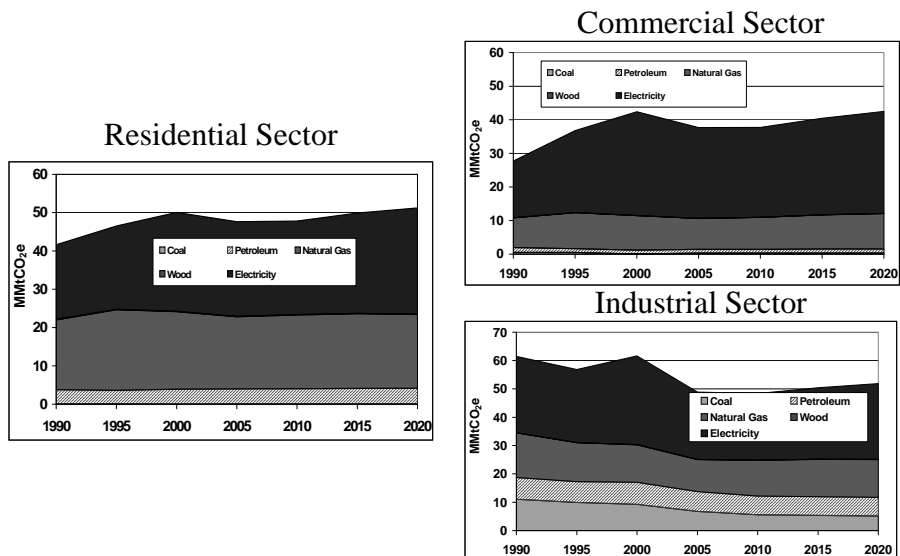 Commercial Sector
60
50
40
30
20
10
0
MMtCO₂e
Coal Petroleum Natural Gas
Wood Electricity
1990 1995 2000 2005 2010 2015 2020
Residential Sector
60
50
40
30
20
10
0
MMtCO₂e
Coal Petroleum Natural Gas
Wood Electricity
1990 1995 2000 2005 2010 2015 2020
Industrial Sector
70
60
50
40
30
20
10
0
MMtCO₂e
Coal Petroleum
Natural Gas Wood
Electricity
1990 1995 2000 2005 2010 2015 2020